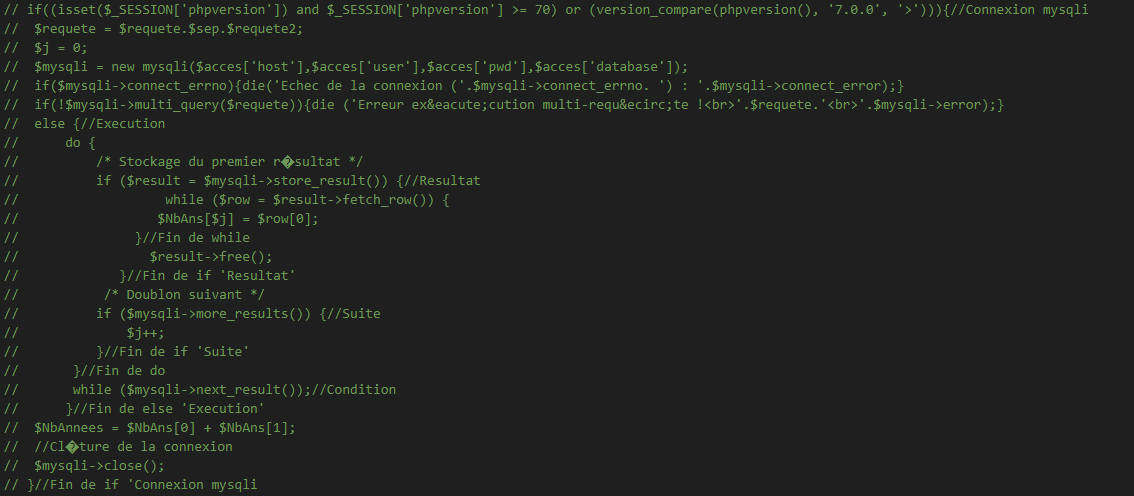 // if((isset($_SESSION['phpversion']) and $_SESSION['phpversion'] >= 70) or (version_compare(phpversion(), '7.0.0', '>'))){//Connexion mysqli
//  $requete = $requete.$sep.$requete2;
//  $j = 0;
//  $mysqli = new mysqli($acces['host'],$acces['user'],$acces['pwd'],$acces['database']);
//  if($mysqli->connect_errno){die('Echec de la connexion ('.$mysqli->connect_errno. ') : '.$mysqli->connect_error);}
//  if(!$mysqli->multi_query($requete)){die ('Erreur ex&eacute;cution multi-requ&ecirc;te !<br>'.$requete.'<br>'.$mysqli->error);}
//  else {//Execution
//      do {
//          /* Stockage du premier r�sultat */
//          if ($result = $mysqli->store_result()) {//Resultat
//                   while ($row = $result->fetch_row()) {
//                  $NbAns[$j] = $row[0];
//               }//Fin de while
//                 $result->free();
//             }//Fin de if 'Resultat'
//           /* Doublon suivant */
//          if ($mysqli->more_results()) {//Suite
//              $j++;
//          }//Fin de if 'Suite'
//       }//Fin de do
//       while ($mysqli->next_result());//Condition
//      }//Fin de else 'Execution'
//  $NbAnnees = $NbAns[0] + $NbAns[1];
//  //Cl�ture de la connexion
//  $mysqli->close();
// }//Fin de if 'Connexion mysqli